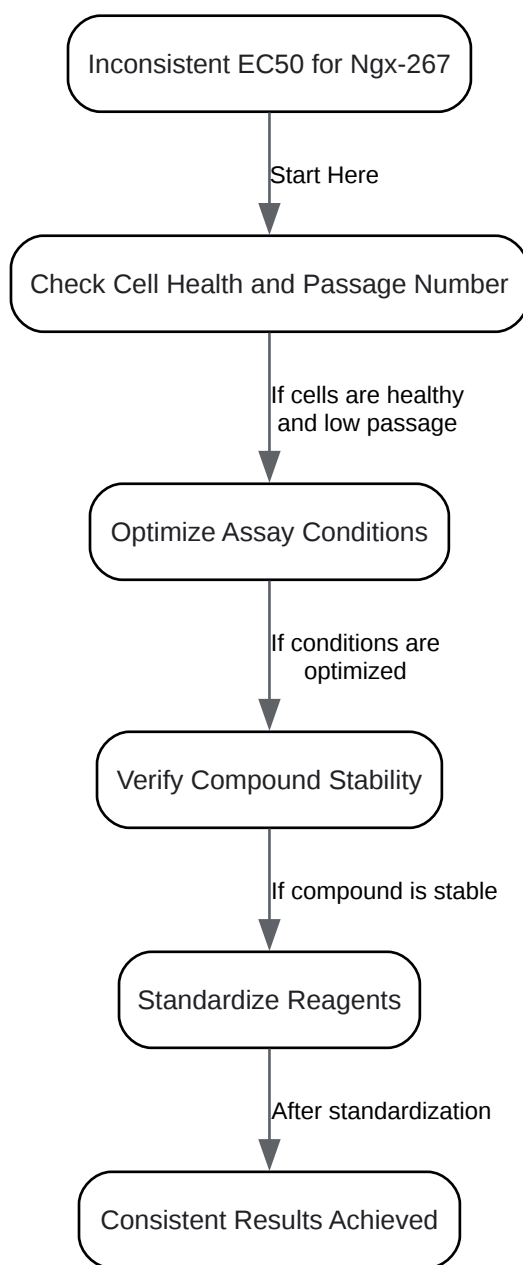 Inconsistent EC50 for Ngx-267
Start Here
Check Cell Health and Passage Number
If cells are healthy
and low passage
Optimize Assay Conditions
If conditions are
optimized
Verify Compound Stability
If compound is stable
Standardize Reagents
After standardization
Consistent Results Achieved